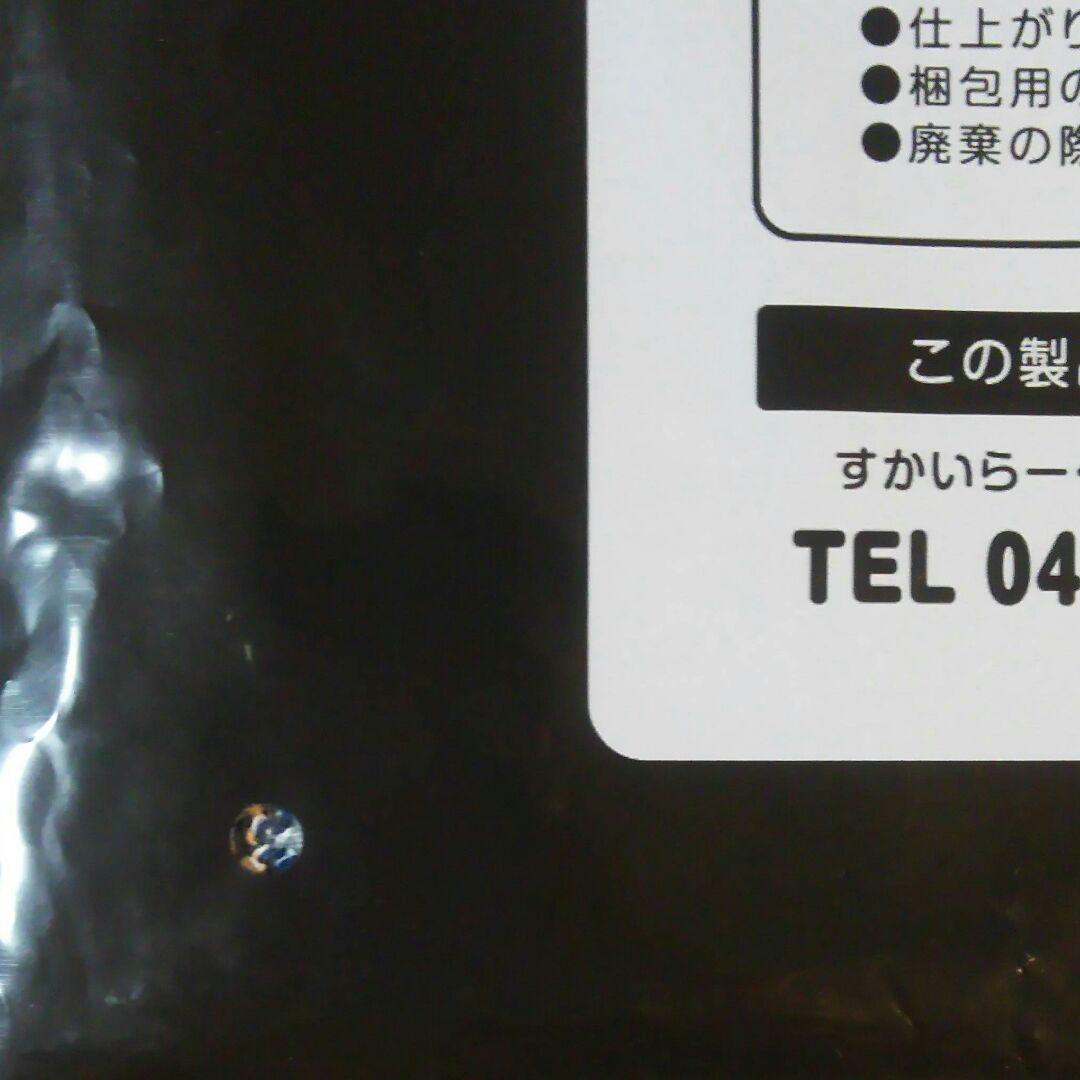 ●仕上がり
●梱包用の
●廃棄の際
この製
すかいらー
TEL 04